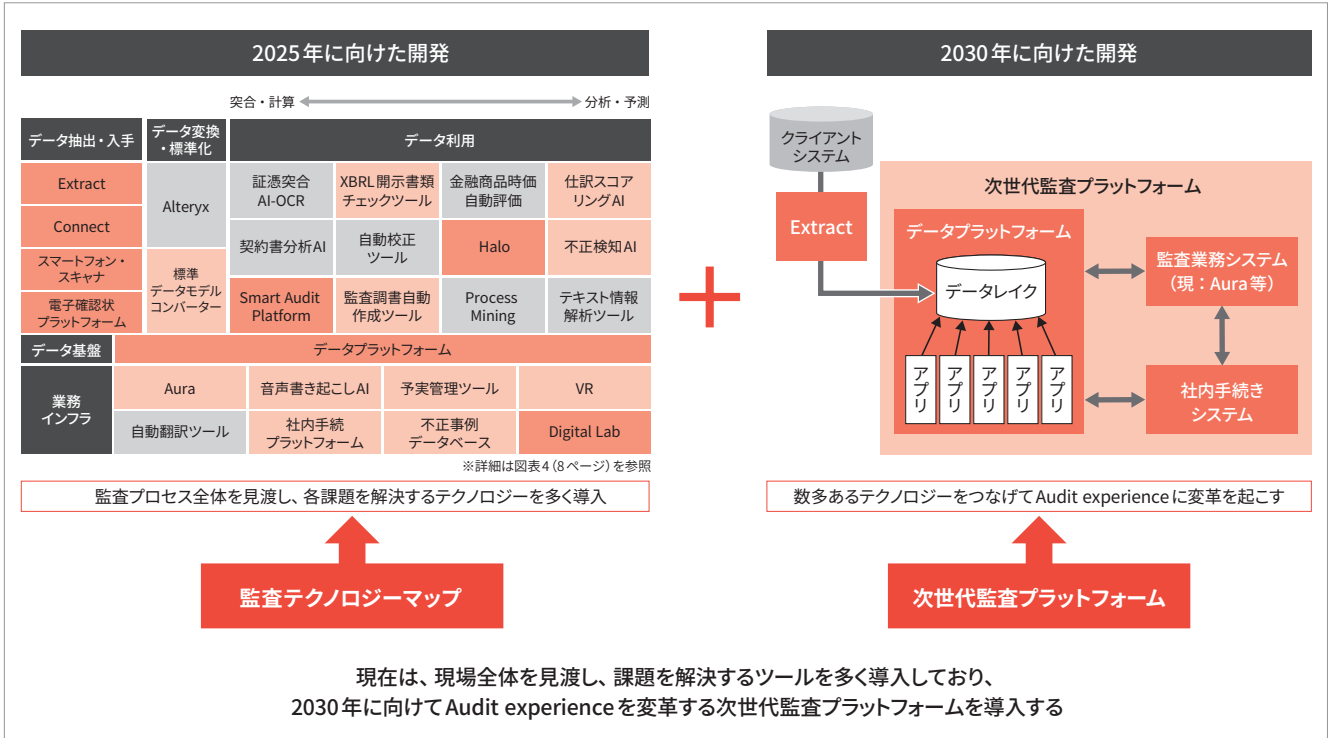 2025年に向けた開発
突合・計算
分析・予測
データ抽出・入手
データ変換
・標準化
データ利用
Extract
Connect
スマートフォン・
スキャナ
電子確認状
プラットフォーム
Alteryx
標準
データモデル
コンバーター
証憑突合
AI-OCR
XBRL開示書類
チェックツール
金融商品時価
自動評価
仕訳スコア
リングAI
契約書分析AI
自動校正
ツール
Halo
不正検知AI
Smart Audit
Platform
監査調書自動
作成ツール
Process
Mining
テキスト情報
解析ツール
データ基盤
データプラットフォーム
業務
インフラ
Aura
音声書き起こしAI
予実管理ツール
VR
自動翻訳ツール
社内手続
プラットフォーム
不正事例
データベース
Digital Lab
※詳細は図表4（8ページ）を参照
監査プロセス全体を見渡し、各課題を解決するテクノロジーを多く導入
監査テクノロジーマップ
2030年に向けた開発
クライアント
システム
Extract
次世代監査プラットフォーム
データプラットフォーム
データレイク
アプリ
アプリ
アプリ
アプリ
アプリ
監査業務システム
（現：Aura等）
社内手続き
システム
数多あるテクノロジーをつなげてAudit experienceに変革を起こす
次世代監査プラットフォーム
現在は、現場全体を見渡し、課題を解決するツールを多く導入しており、
2030年に向けてAudit experienceを変革する次世代監査プラットフォームを導入する